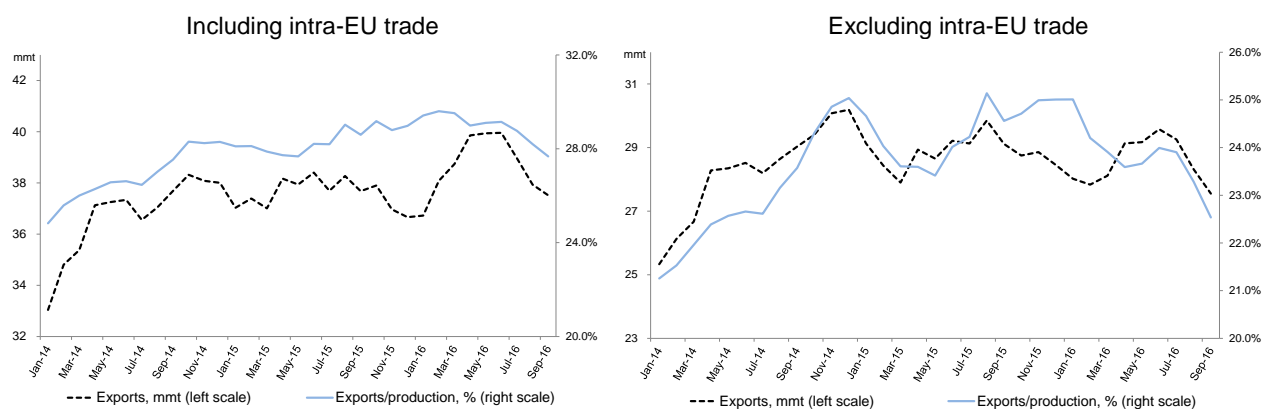 Including intra-EU trade
mmt
42
40
38
36
34
32
32.0%
28.0%
24.0%
20.0%
Jan-14
Mar-14
May-14
Jul-14
Sep-14
Nov-14
Jan-15
Mar-15
May-15
Jul-15
Sep-15
Nov-15
Jan-16
Mar-16
May-16
Jul-16
Sep-16
Exports, mmt (left scale)
Exports/production, % (right scale)
Excluding intra-EU trade
mmt
31
29
27
25
23
26.0%
25.0%
24.0%
23.0%
22.0%
21.0%
20.0%
Jan-14
Mar-14
May-14
Jul-14
Sep-14
Nov-14
Jan-15
Mar-15
May-15
Jul-15
Sep-15
Nov-15
Jan-16
Mar-16
May-16
Jul-16
Sep-16
Exports, mmt (left scale)
Exports/production, % (right scale)